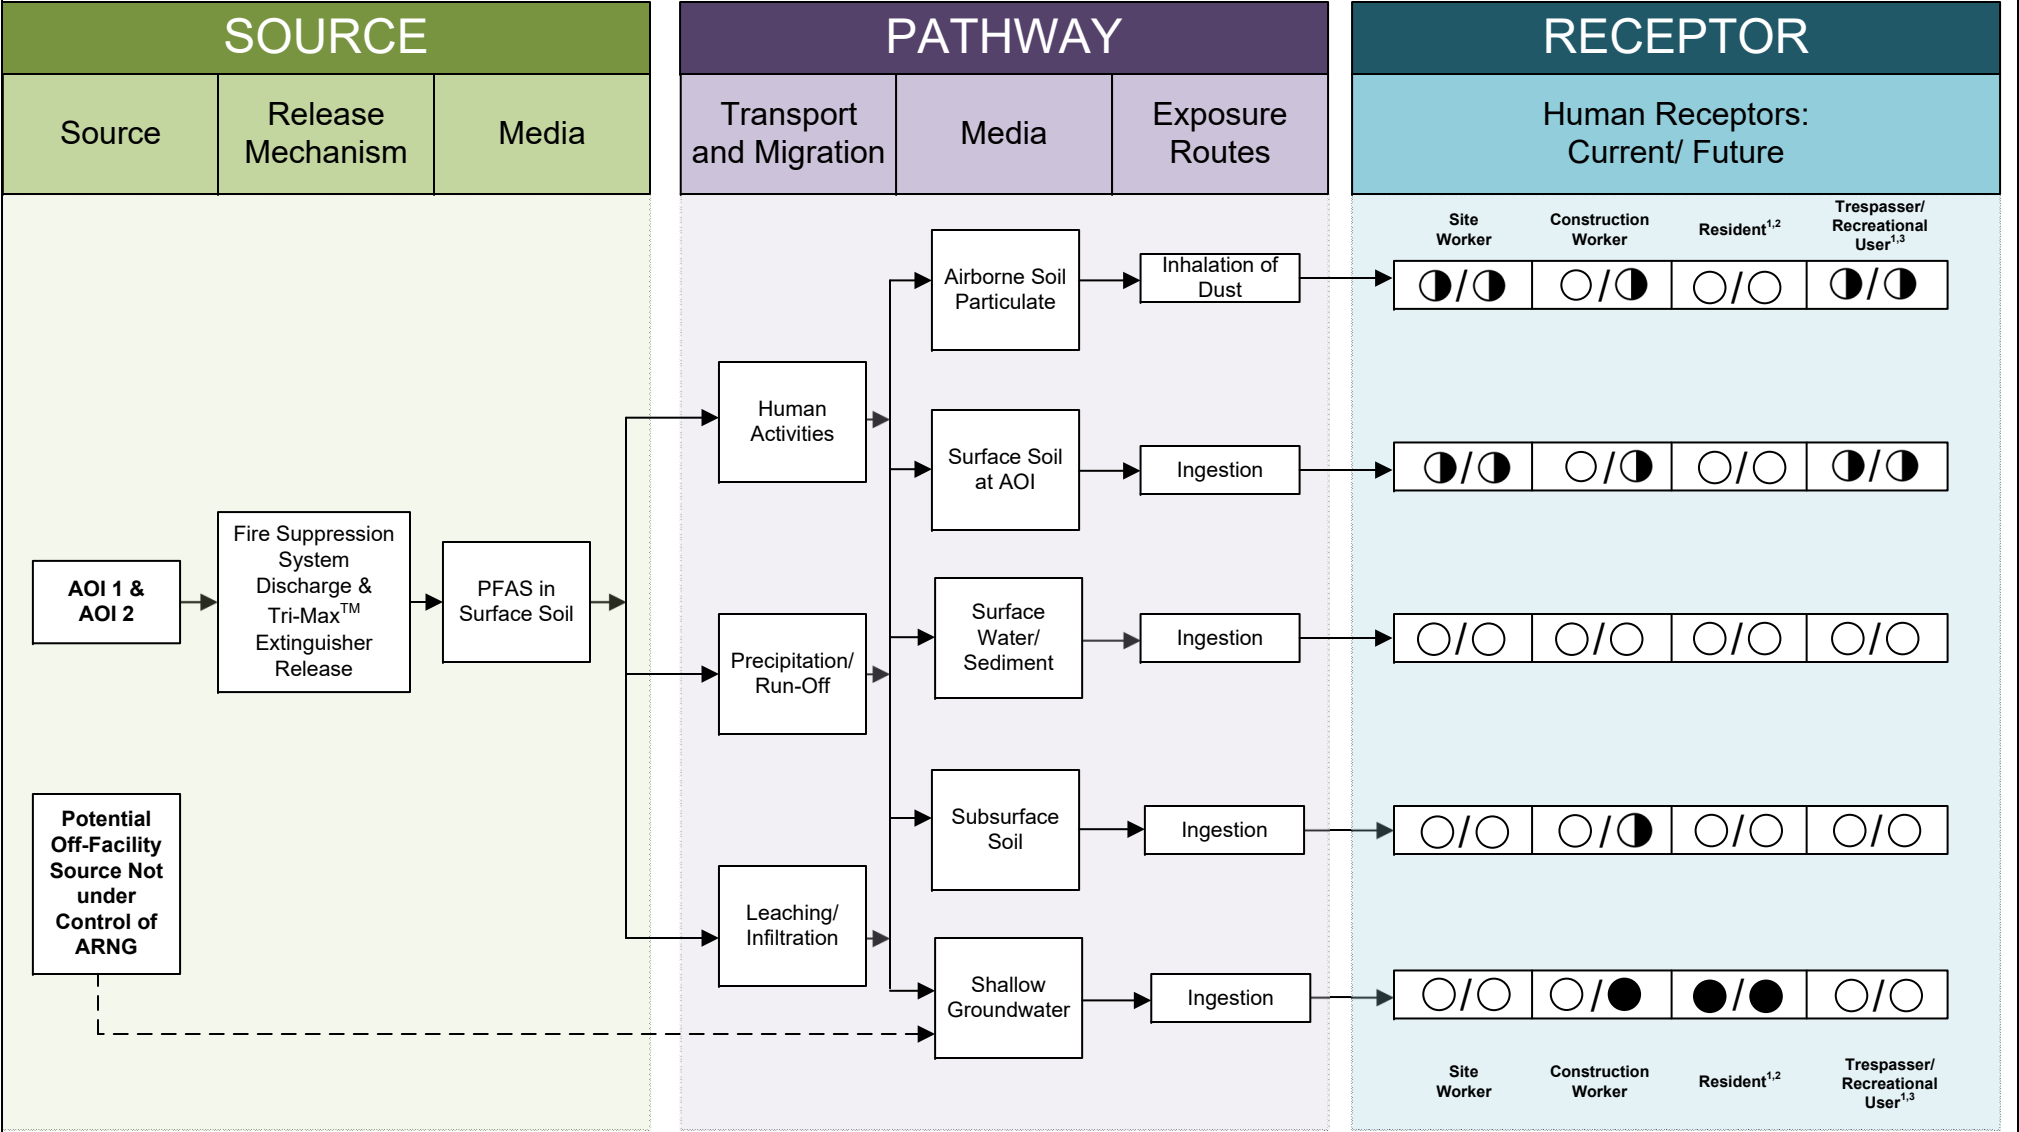 SOURCE
PATHWAY
RECEPTOR
Source
Release
Mechanism
Media
Transport
and Migration
Media
Exposure
Routes
Human Receptors:
Current/ Future
Site
Worker
Construction
Worker
Resident1,2
Trespasser/
Recreational
User1,3
Airborne Soil
Particulate
Inhalation of
Dust
/
/
/
/
Human
Activities
Surface Soil
at AOI
Ingestion
/
/
/
/
AOI 1 &
AOI 2
Fire Suppression
System
Discharge &
Tri-MaxTM
Extinguisher
Release
PFAS in
Surface Soil
Precipitation/
Run-Off
Surface
Water/
Sediment
Ingestion
/
/
/
/
Potential
Off-Facility
Source Not
under
Control of
ARNG
Subsurface
Soil
Ingestion
/
/
/
/
Leaching/
Infiltration
Shallow
Groundwater
Ingestion
/
/
/
/
Site
Worker
Construction
Worker
Resident1,2
Trespasser/
Recreational
User1,3